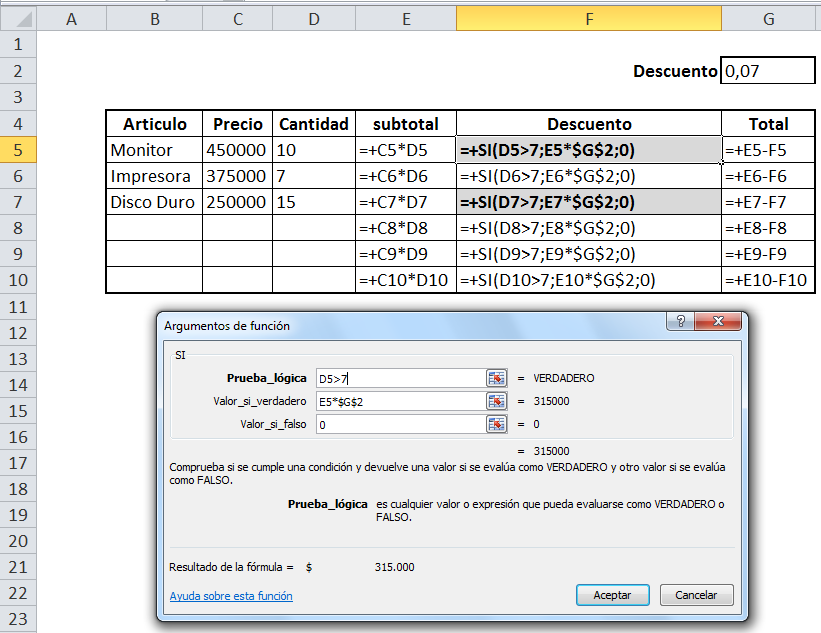 A B C D E F G
1
2 Descuento 0,07
3
4 Articulo Precio Cantidad subtotal Descuento Total
5 Monitor 450000 10 =+C5*D5 =+SI(D5>7;E5*$G$2;0) =+E5-F5
6 Impresora 375000 7 =+C6*D6 =+SI(D6>7;E6*$G$2;0) =+E6-F6
7 Disco Duro 250000 15 =+C7*D7 =+SI(D7>7;E7*$G$2;0) =+E7-F7
8 =+C8*D8 =+SI(D8>7;E8*$G$2;0) =+E8-F8
9 =+C9*D9 =+SI(D9>7;E9*$G$2;0) =+E9-F9
10 =+C10*D10 =+SI(D10>7;E10*$G$2;0) =+E10-F10
11
12
13
14
15
16
17
18
19
20
21
22
23
Argumentos de función
SI
Prueba_lógica D5>7 = VERDADERO
Valor_si_verdadero E5*$G$2 = 315000
Valor_si_falso 0 = 0
= 315000
Comprueba si se cumple una condición y devuelve una valor si se evalúa como VERDADERO y otro valor si se evalúa
como FALSO.
Prueba_lógica es cualquier valor o expresión que pueda evaluarse como VERDADERO o
FALSO.
Resultado de la fórmula = $ 315.000
Ayuda sobre esta función Aceptar Cancelar